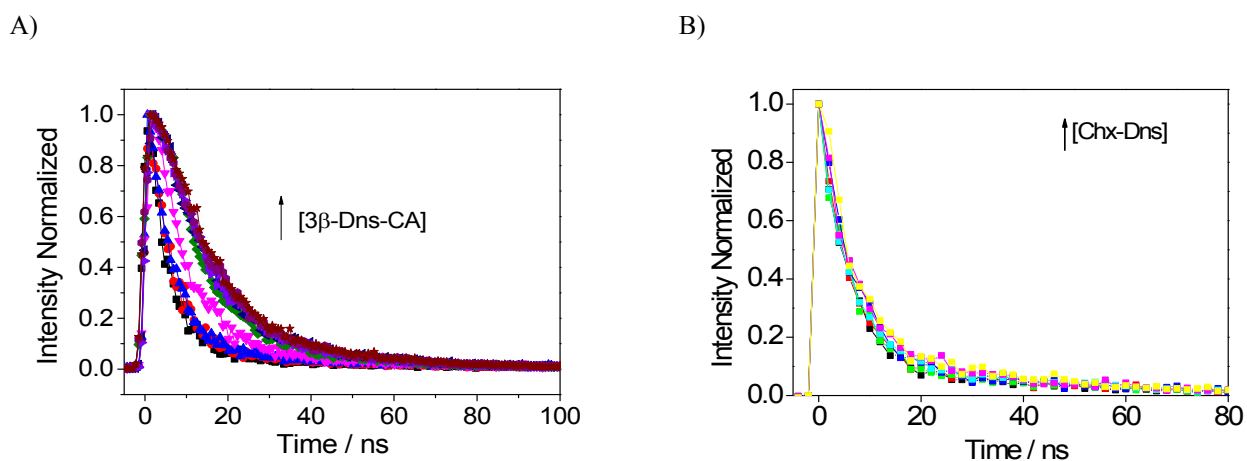 A)
B)
Intensity Normalized
1.0
0.8
0.6
0.4
0.2
0.0
[3β-Dns-CA]
0
20
40
60
80
100
Time / ns
Intensity Normalized
1.0
0.8
0.6
0.4
0.2
0.0
[Chx-Dns]
0
20
40
60
80
Time / ns